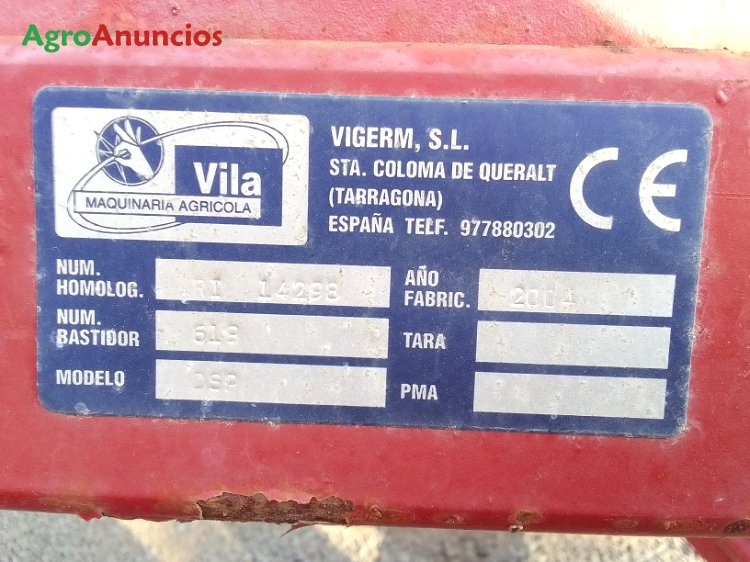 AgroAnuncios
Vila
MAQUINARIA AGRICOLA
VIGERM, S.L.
STA. COLOMA DE QUERALT
(TARRAGONA)
ESPAÑA TELF. 977880302
CE
NUM. HOMOLOG. RI 14298
AÑO FABRIC. 2004
NUM. BASTIDOR 619
TARA
MODELO DSP
PMA